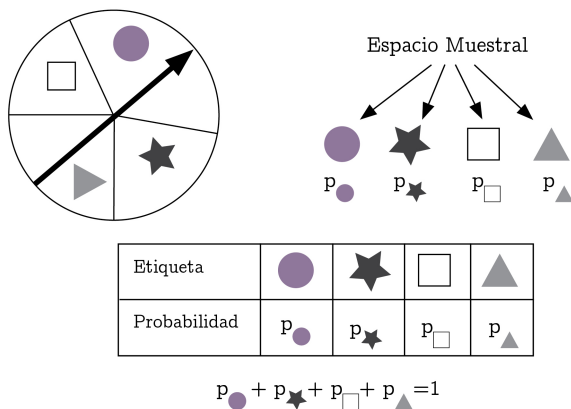 Espacio Muestral
p p p p
Etiqueta
Probabilidad p p p p
p + p + p + p =1